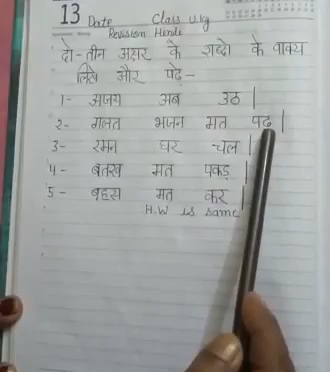 13 Date Class U.kg
Revision Hindi
दो-तीन अक्षर के शब्दो के वाक्य
लिखे और पढे-
1- अजय अब उठ |
2- गलत भजन मत पढ |
3- रमन घर चल |
4- बतख मत पकड़ |
5- बहस मत कर |
H.W is same